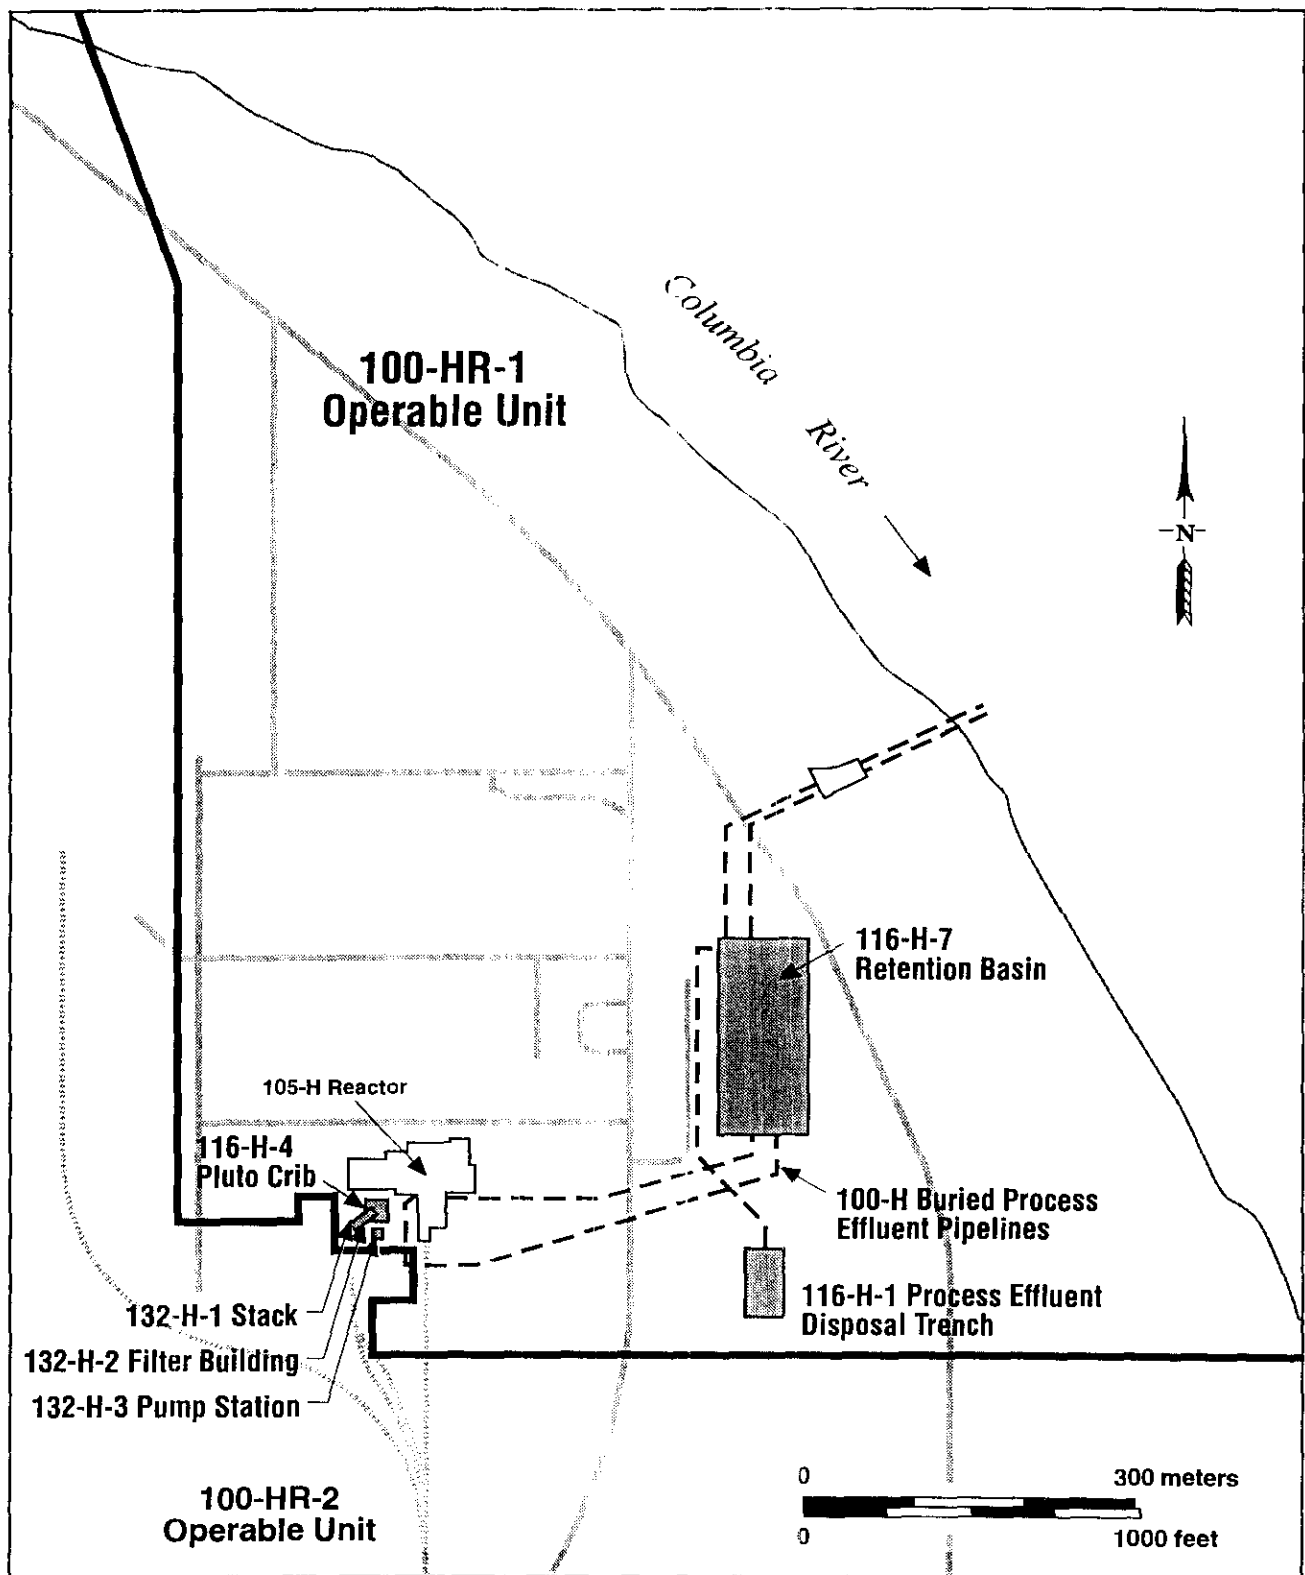 Columbia
River
100-HR-1
Operable Unit
N
116-H-7
Retention Basin
105-H Reactor
116-H-4
Pluto Crib
100-H Buried Process
Effluent Pipelines
116-H-1 Process Effluent
Disposal Trench
132-H-1 Stack
132-H-2 Filter Building
132-H-3 Pump Station
100-HR-2
Operable Unit
0 300 meters
0 1000 feet